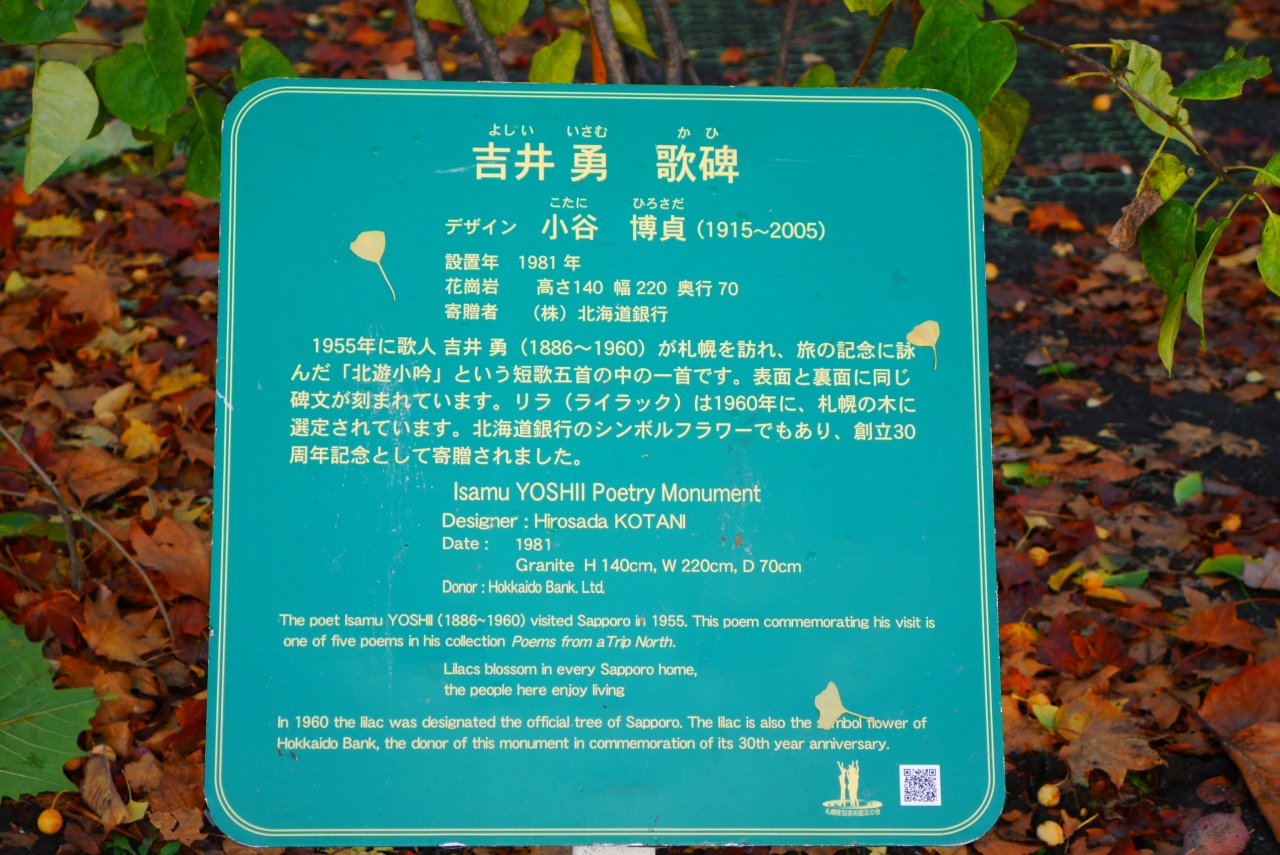 よしい いさむ かひ
吉井 勇 歌碑
こたに ひろさだ
デザイン 小谷 博貞 (1915~2005)
設置年 1981 年
花崗岩 高さ140 幅 220 奥行 70
寄贈者 （株）北海道銀行
1955年に歌人 吉井 勇（1886～1960）が札幌を訪れ、旅の記念に詠
んだ「北遊小吟」という短歌五首の中の一首です。表面と裏面に同じ
碑文が刻まれています。リラ（ライラック）は1960年に、札幌の木に
選定されています。北海道銀行のシンボルフラワーでもあり、創立30
周年記念として寄贈されました。
Isamu YOSHII Poetry Monument
Designer : Hirosada KOTANI
Date : 1981
Granite H 140cm, W 220cm, D 70cm
Donor : Hokkaido Bank. Ltd.
The poet Isamu YOSHII (1886~1960) visited Sapporo in 1955. This poem commemorating his visit is
one of five poems in his collection Poems from a Trip North.
Lilacs blossom in every Sapporo home,
the people here enjoy living
In 1960 the lilac was designated the official tree of Sapporo. The lilac is also the symbol flower of
Hokkaido Bank, the donor of this monument in commemoration of its 30th year anniversary.
札幌彫刻美術館友の会